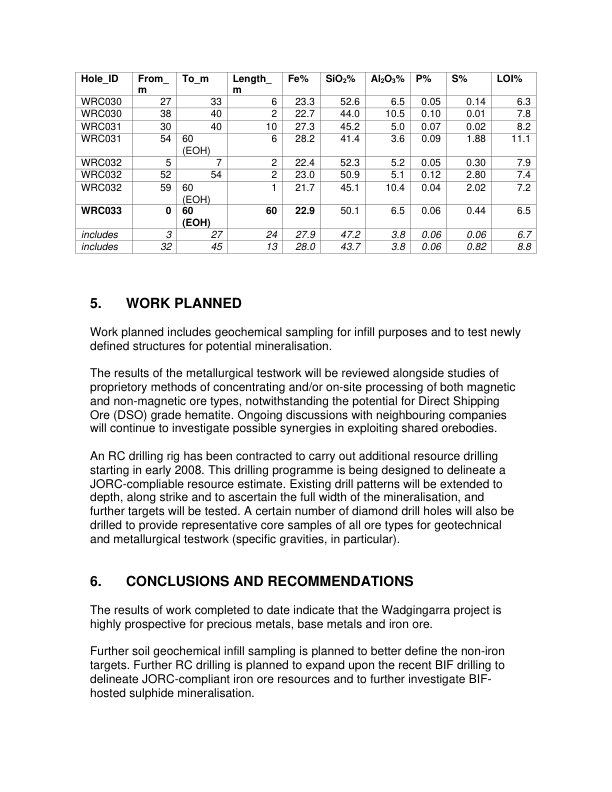 Hole_ID From_m To_m Length_m Fe% SiO₂% Al₂O₃% P% S% LOI%
WRC030 27 33 6 23.3 52.6 6.5 0.05 0.14 6.3
WRC030 38 40 2 22.7 44.0 10.5 0.10 0.01 7.8
WRC031 30 40 10 27.3 45.2 5.0 0.07 0.02 8.2
WRC031 54 60 (EOH) 6 28.2 41.4 3.6 0.09 1.88 11.1
WRC032 5 7 2 22.4 52.3 5.2 0.05 0.30 7.9
WRC032 52 54 2 23.0 50.9 5.1 0.12 2.80 7.4
WRC032 59 60 (EOH) 1 21.7 45.1 10.4 0.04 2.02 7.2
WRC033 0 60 (EOH) 60 22.9 50.1 6.5 0.06 0.44 6.5
includes 3 27 24 27.9 47.2 3.8 0.06 0.06 6.7
includes 32 45 13 28.0 43.7 3.8 0.06 0.82 8.8
5. WORK PLANNED
Work planned includes geochemical sampling for infill purposes and to test newly
defined structures for potential mineralisation.
The results of the metallurgical testwork will be reviewed alongside studies of
proprietory methods of concentrating and/or on-site processing of both magnetic
and non-magnetic ore types, notwithstanding the potential for Direct Shipping
Ore (DSO) grade hematite. Ongoing discussions with neighbouring companies
will continue to investigate possible synergies in exploiting shared orebodies.
An RC drilling rig has been contracted to carry out additional resource drilling
starting in early 2008. This drilling programme is being designed to delineate a
JORC-compliable resource estimate. Existing drill patterns will be extended to
depth, along strike and to ascertain the full width of the mineralisation, and
further targets will be tested. A certain number of diamond drill holes will also be
drilled to provide representative core samples of all ore types for geotechnical
and metallurgical testwork (specific gravities, in particular).
6. CONCLUSIONS AND RECOMMENDATIONS
The results of work completed to date indicate that the Wadgingarra project is
highly prospective for precious metals, base metals and iron ore.
Further soil geochemical infill sampling is planned to better define the non-iron
targets. Further RC drilling is planned to expand upon the recent BIF drilling to
delineate JORC-compliant iron ore resources and to further investigate BIF-
hosted sulphide mineralisation.